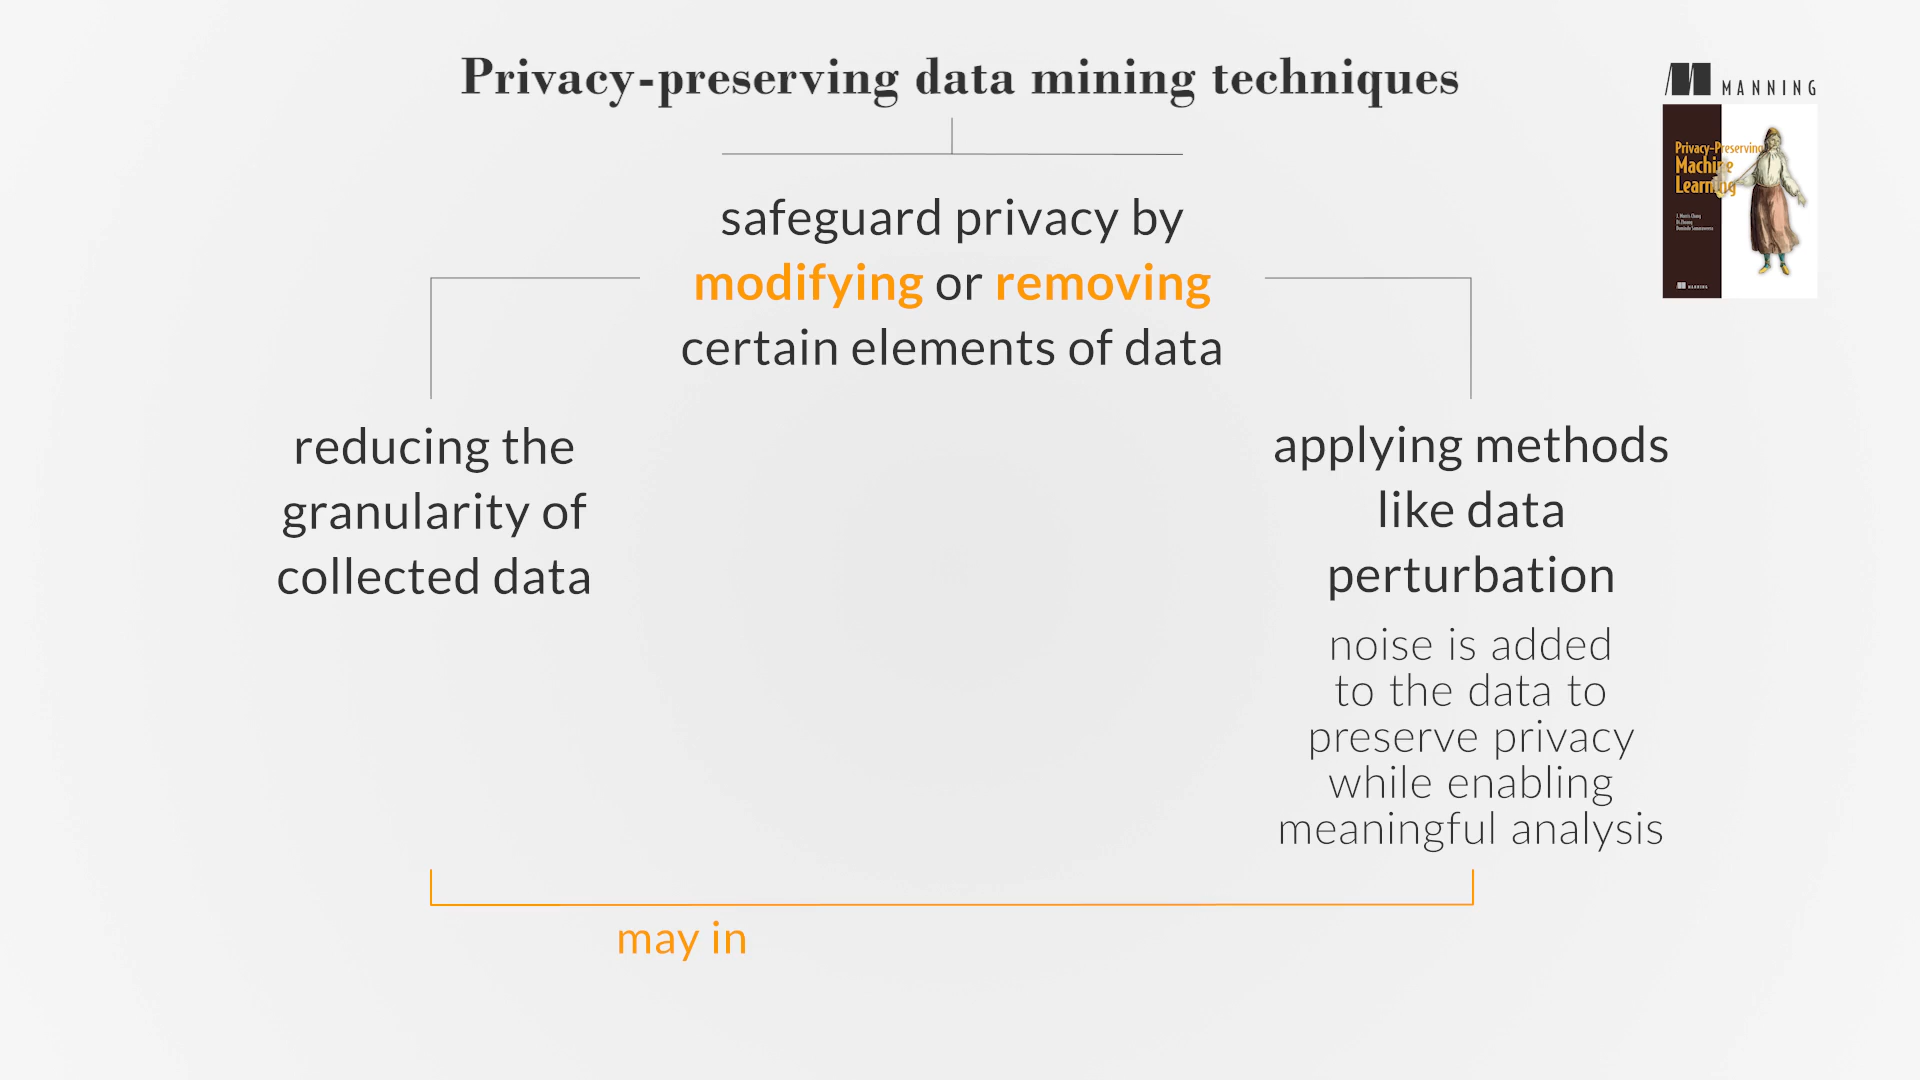 Privacy-preserving data mining techniques
MANNING
Privacy-Preserving
Machine
Learning
MANNING
safeguard privacy by
modifying or removing
certain elements of data
reducing the
granularity of
collected data
applying methods
like data
perturbation
noise is added
to the data to
preserve privacy
while enabling
meaningful analysis
may in